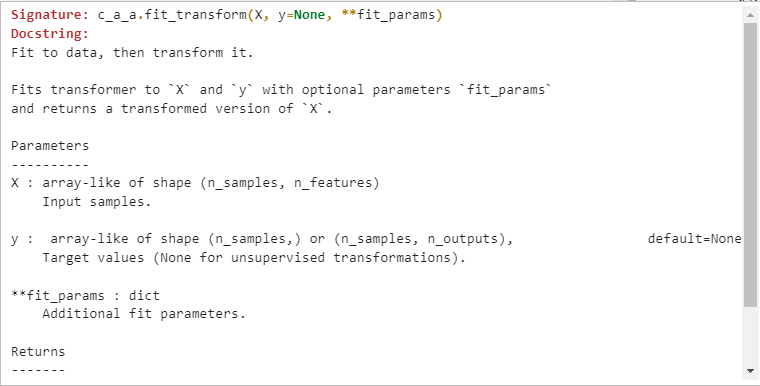 Signature: c_a_a.fit_transform(X, y=None, **fit_params)
Docstring:
Fit to data, then transform it.
Fits transformer to `X` and `y` with optional parameters `fit_params`
and returns a transformed version of `X`.
Parameters
----------
X : array-like of shape (n_samples, n_features)
Input samples.
y :  array-like of shape (n_samples,) or (n_samples, n_outputs),                 default=None
Target values (None for unsupervised transformations).
**fit_params : dict
Additional fit parameters.
Returns
-------